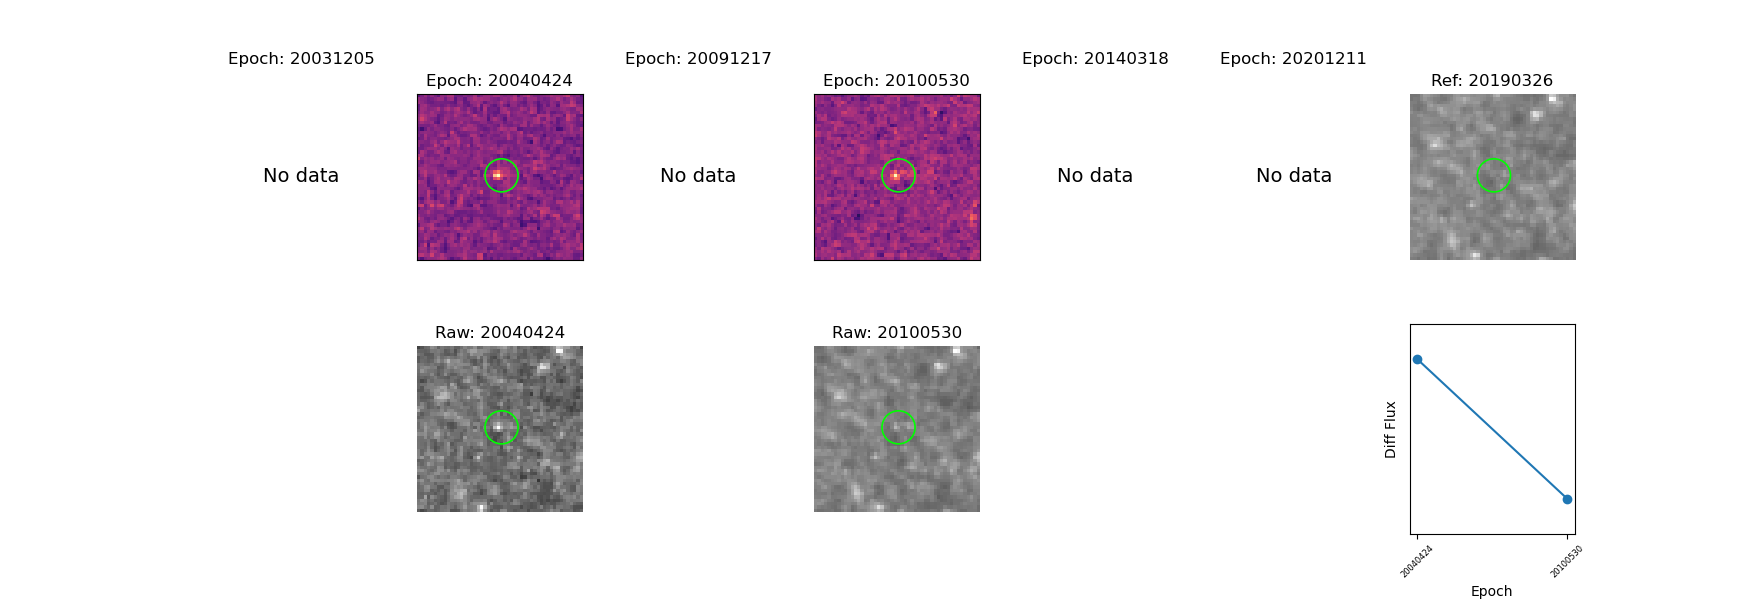 Epoch: 20031205
Epoch: 20040424
Epoch: 20091217
Epoch: 20100530
Epoch: 20140318
Epoch: 20201211
Ref: 20190326
No data
No data
No data
No data
Raw: 20040424
Raw: 20100530
Diff Flux
20040424
20100530
Epoch